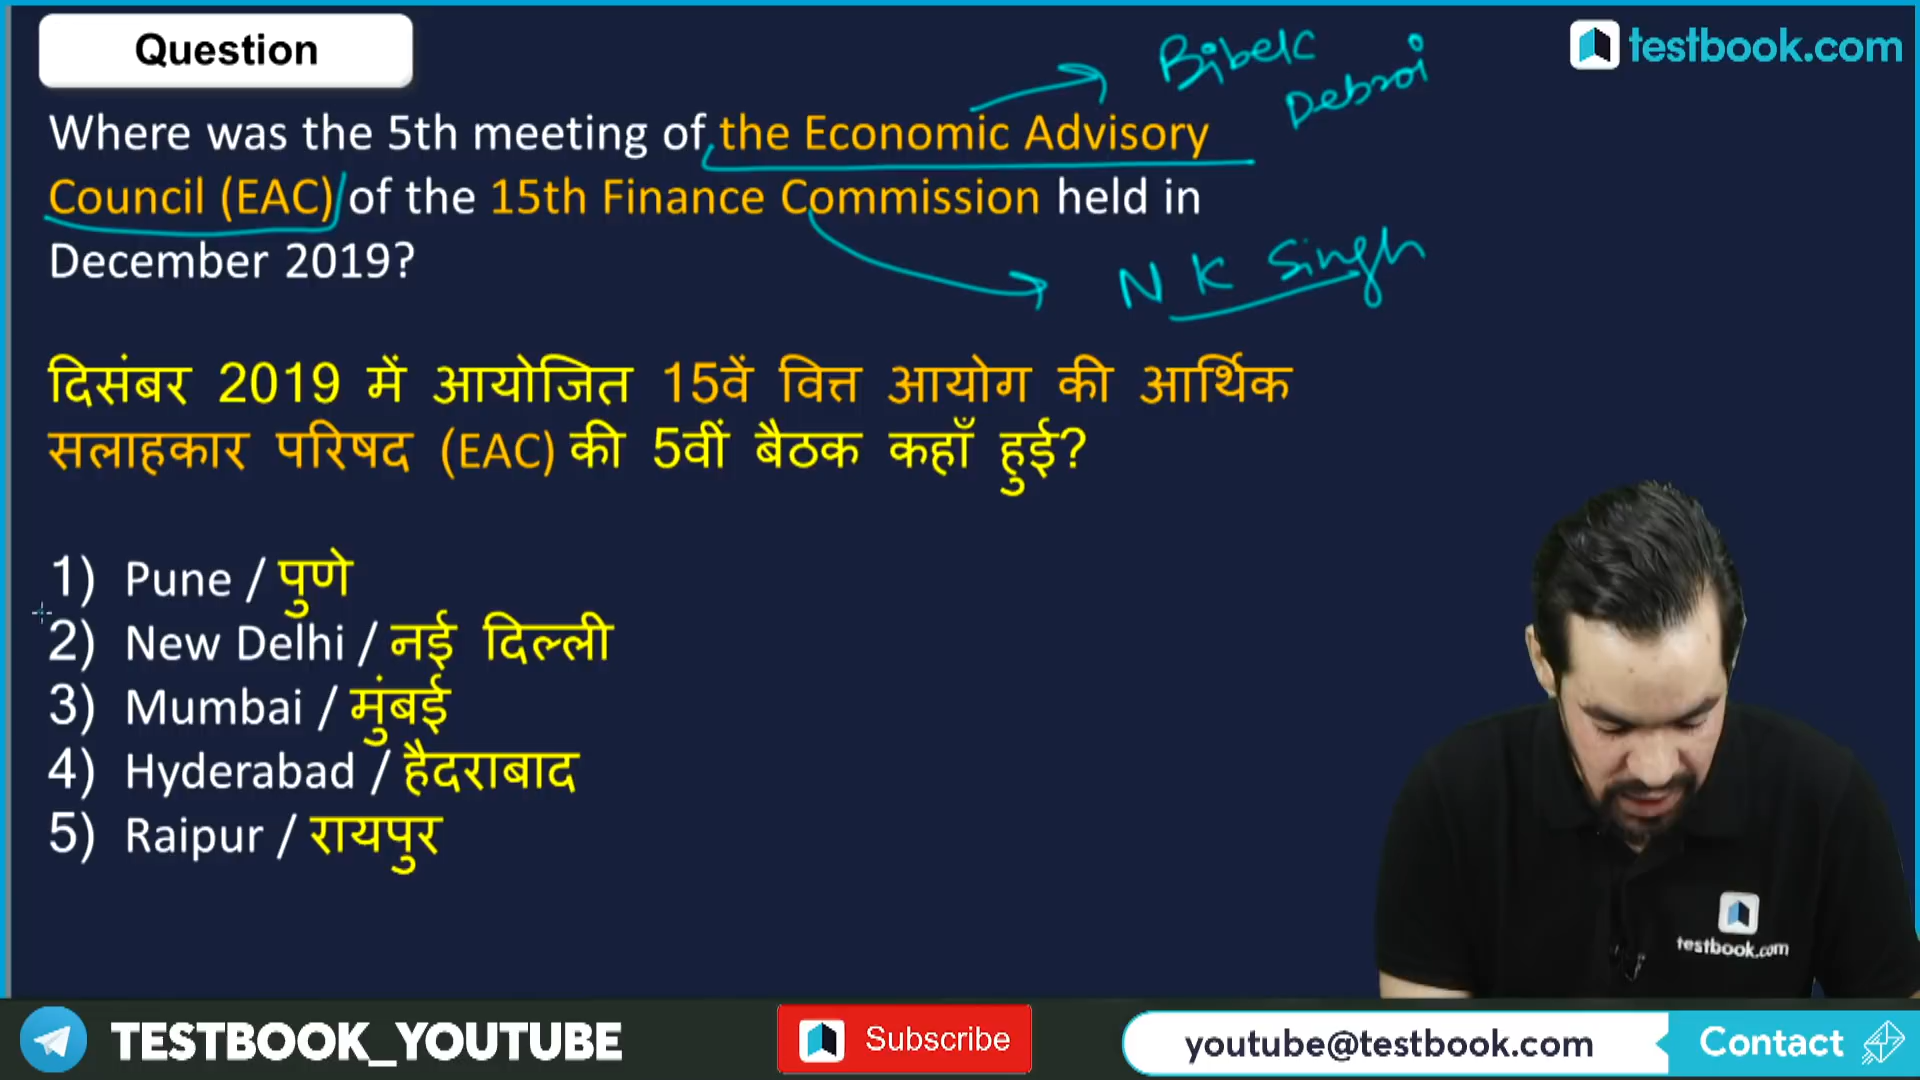 Question
testbook.com
Bibek
Debroi
Where was the 5th meeting of the Economic Advisory
Council (EAC) of the 15th Finance Commission held in
December 2019?
N K Singh
दिसंबर 2019 में आयोजित 15वें वित्त आयोग की आर्थिक
सलाहकार परिषद (EAC) की 5वीं बैठक कहाँ हुई?
1) Pune / पुणे
2) New Delhi / नई दिल्ली
3) Mumbai / मुंबई
4) Hyderabad / हैदराबाद
5) Raipur / रायपुर
testbook.com
TESTBOOK_YOUTUBE
Subscribe
youtube@testbook.com
Contact